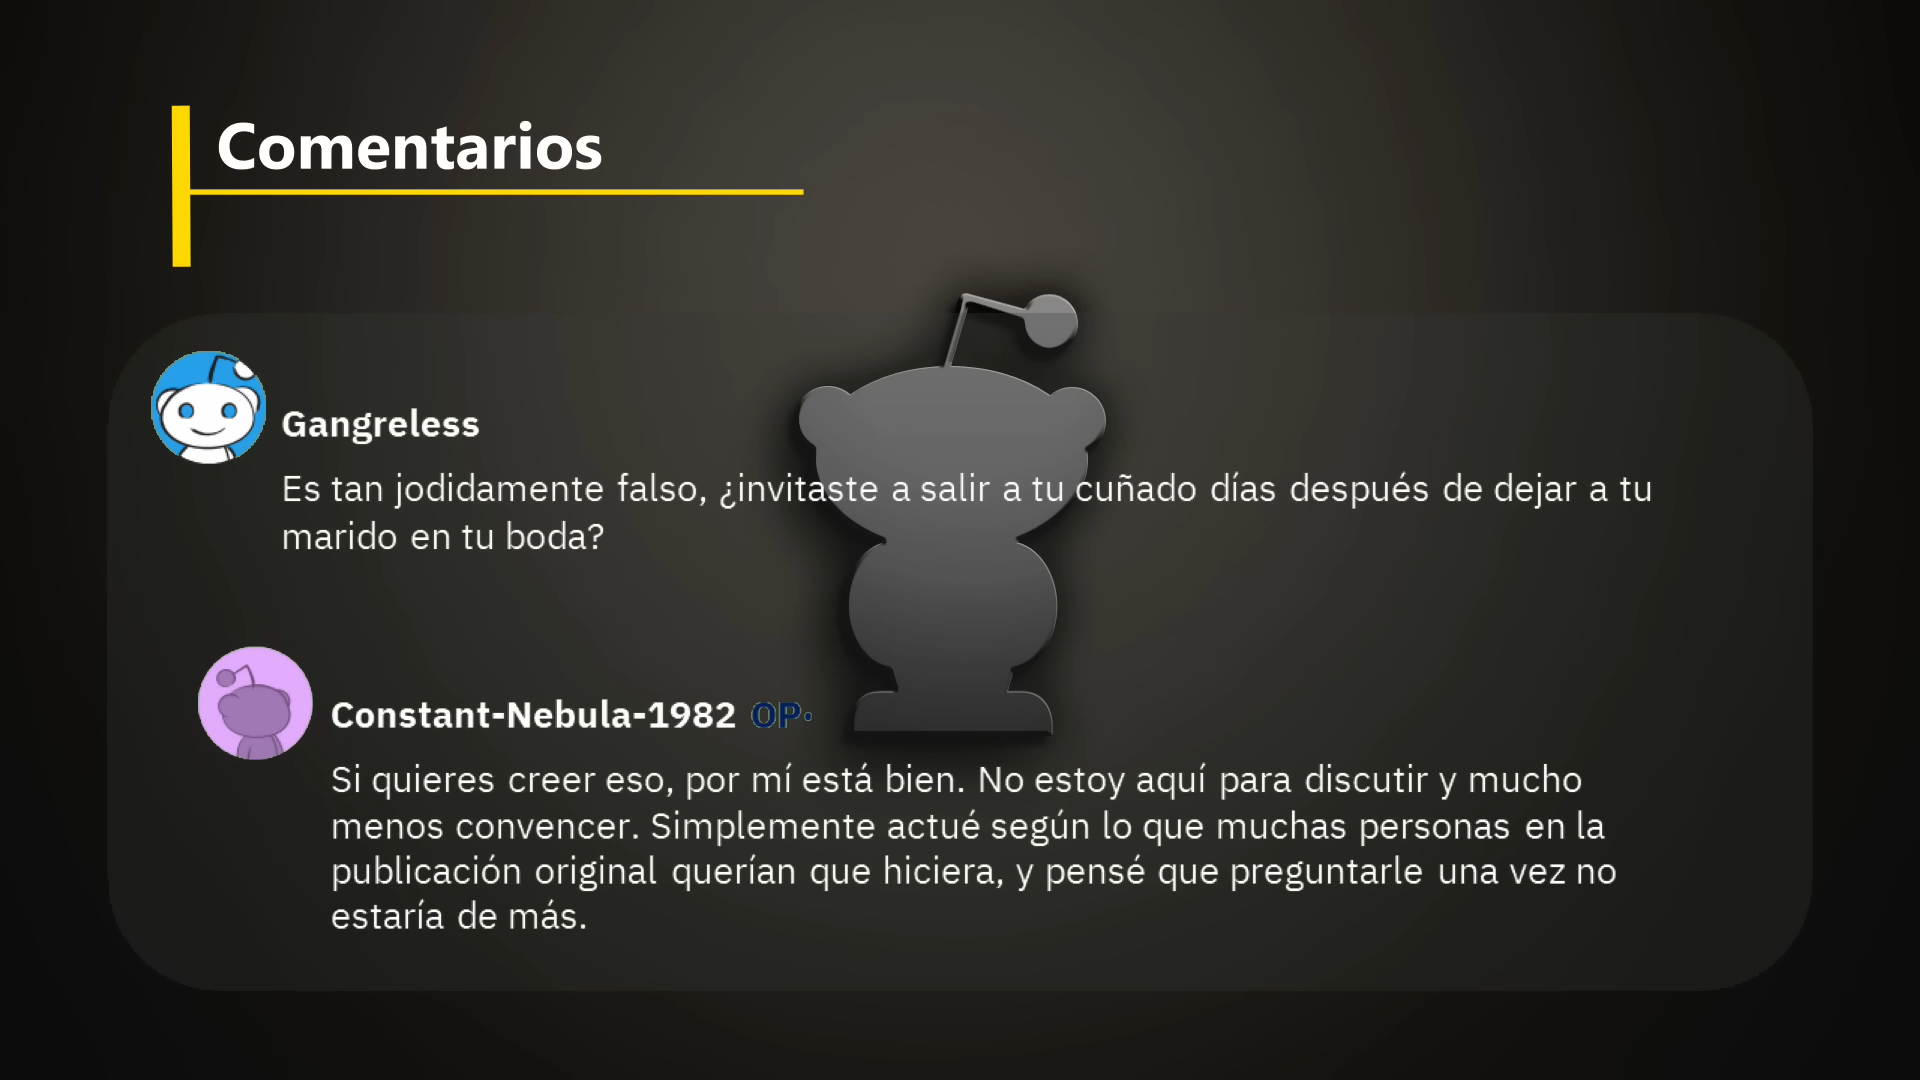 Comentarios
Gangreless
Es tan jodidamente falso, ¿invitaste a salir a tu cuñado días después de dejar a tu
marido en tu boda?
Constant-Nebula-1982 OP·
Si quieres creer eso, por mí está bien. No estoy aquí para discutir y mucho
menos convencer. Simplemente actué según lo que muchas personas en la
publicación original querían que hiciera, y pensé que preguntarle una vez no
estaría de más.